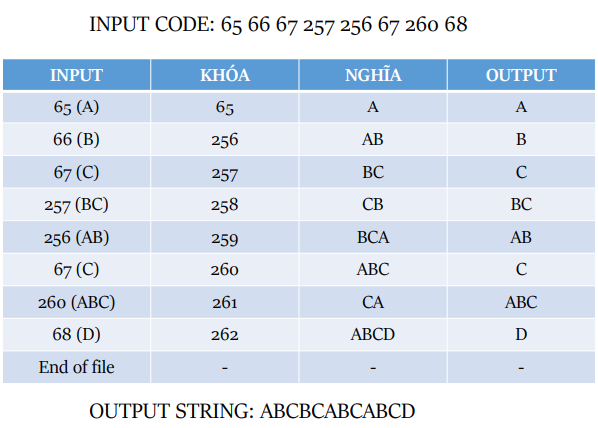 INPUT CODE: 65 66 67 257 256 67 260 68
INPUT KHÓA NGHĨA OUTPUT
65 (A) 65 A A
66 (B) 256 AB B
67 (C) 257 BC C
257 (BC) 258 CB BC
256 (AB) 259 BCA AB
67 (C) 260 ABC C
260 (ABC) 261 CA ABC
68 (D) 262 ABCD D
End of file - - -
OUTPUT STRING: ABCBCABCABCD